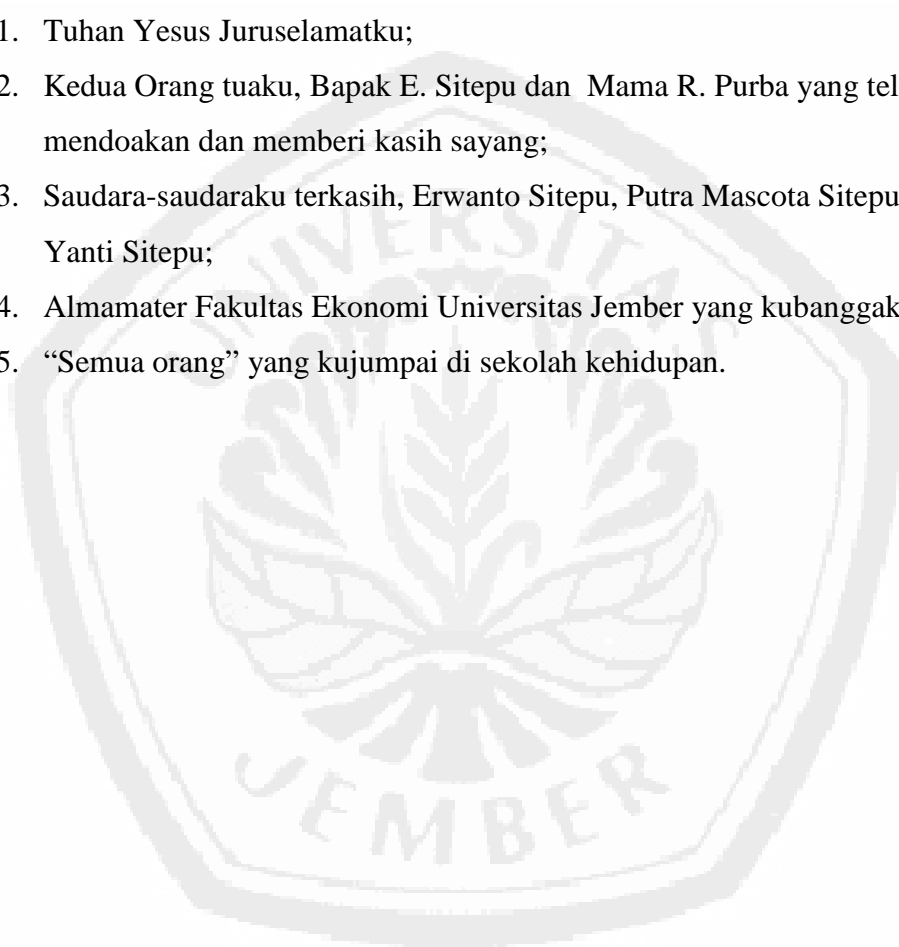 1. Tuhan Yesus Juruselamatku;
2. Kedua Orang tuaku, Bapak E. Sitepu dan Mama R. Purba yang
mendoakan dan memberi kasih sayang;
3. Saudara-saudaraku terkasih, Erwanto Sitepu, Putra Mascota Sitepu
Yanti Sitepu;
4. Almamater Fakultas Ekonomi Universitas Jember yang
5. “Semua orang” yang kujumpai di sekolah kehidupan.
UNIVERSITAS
JEMBER